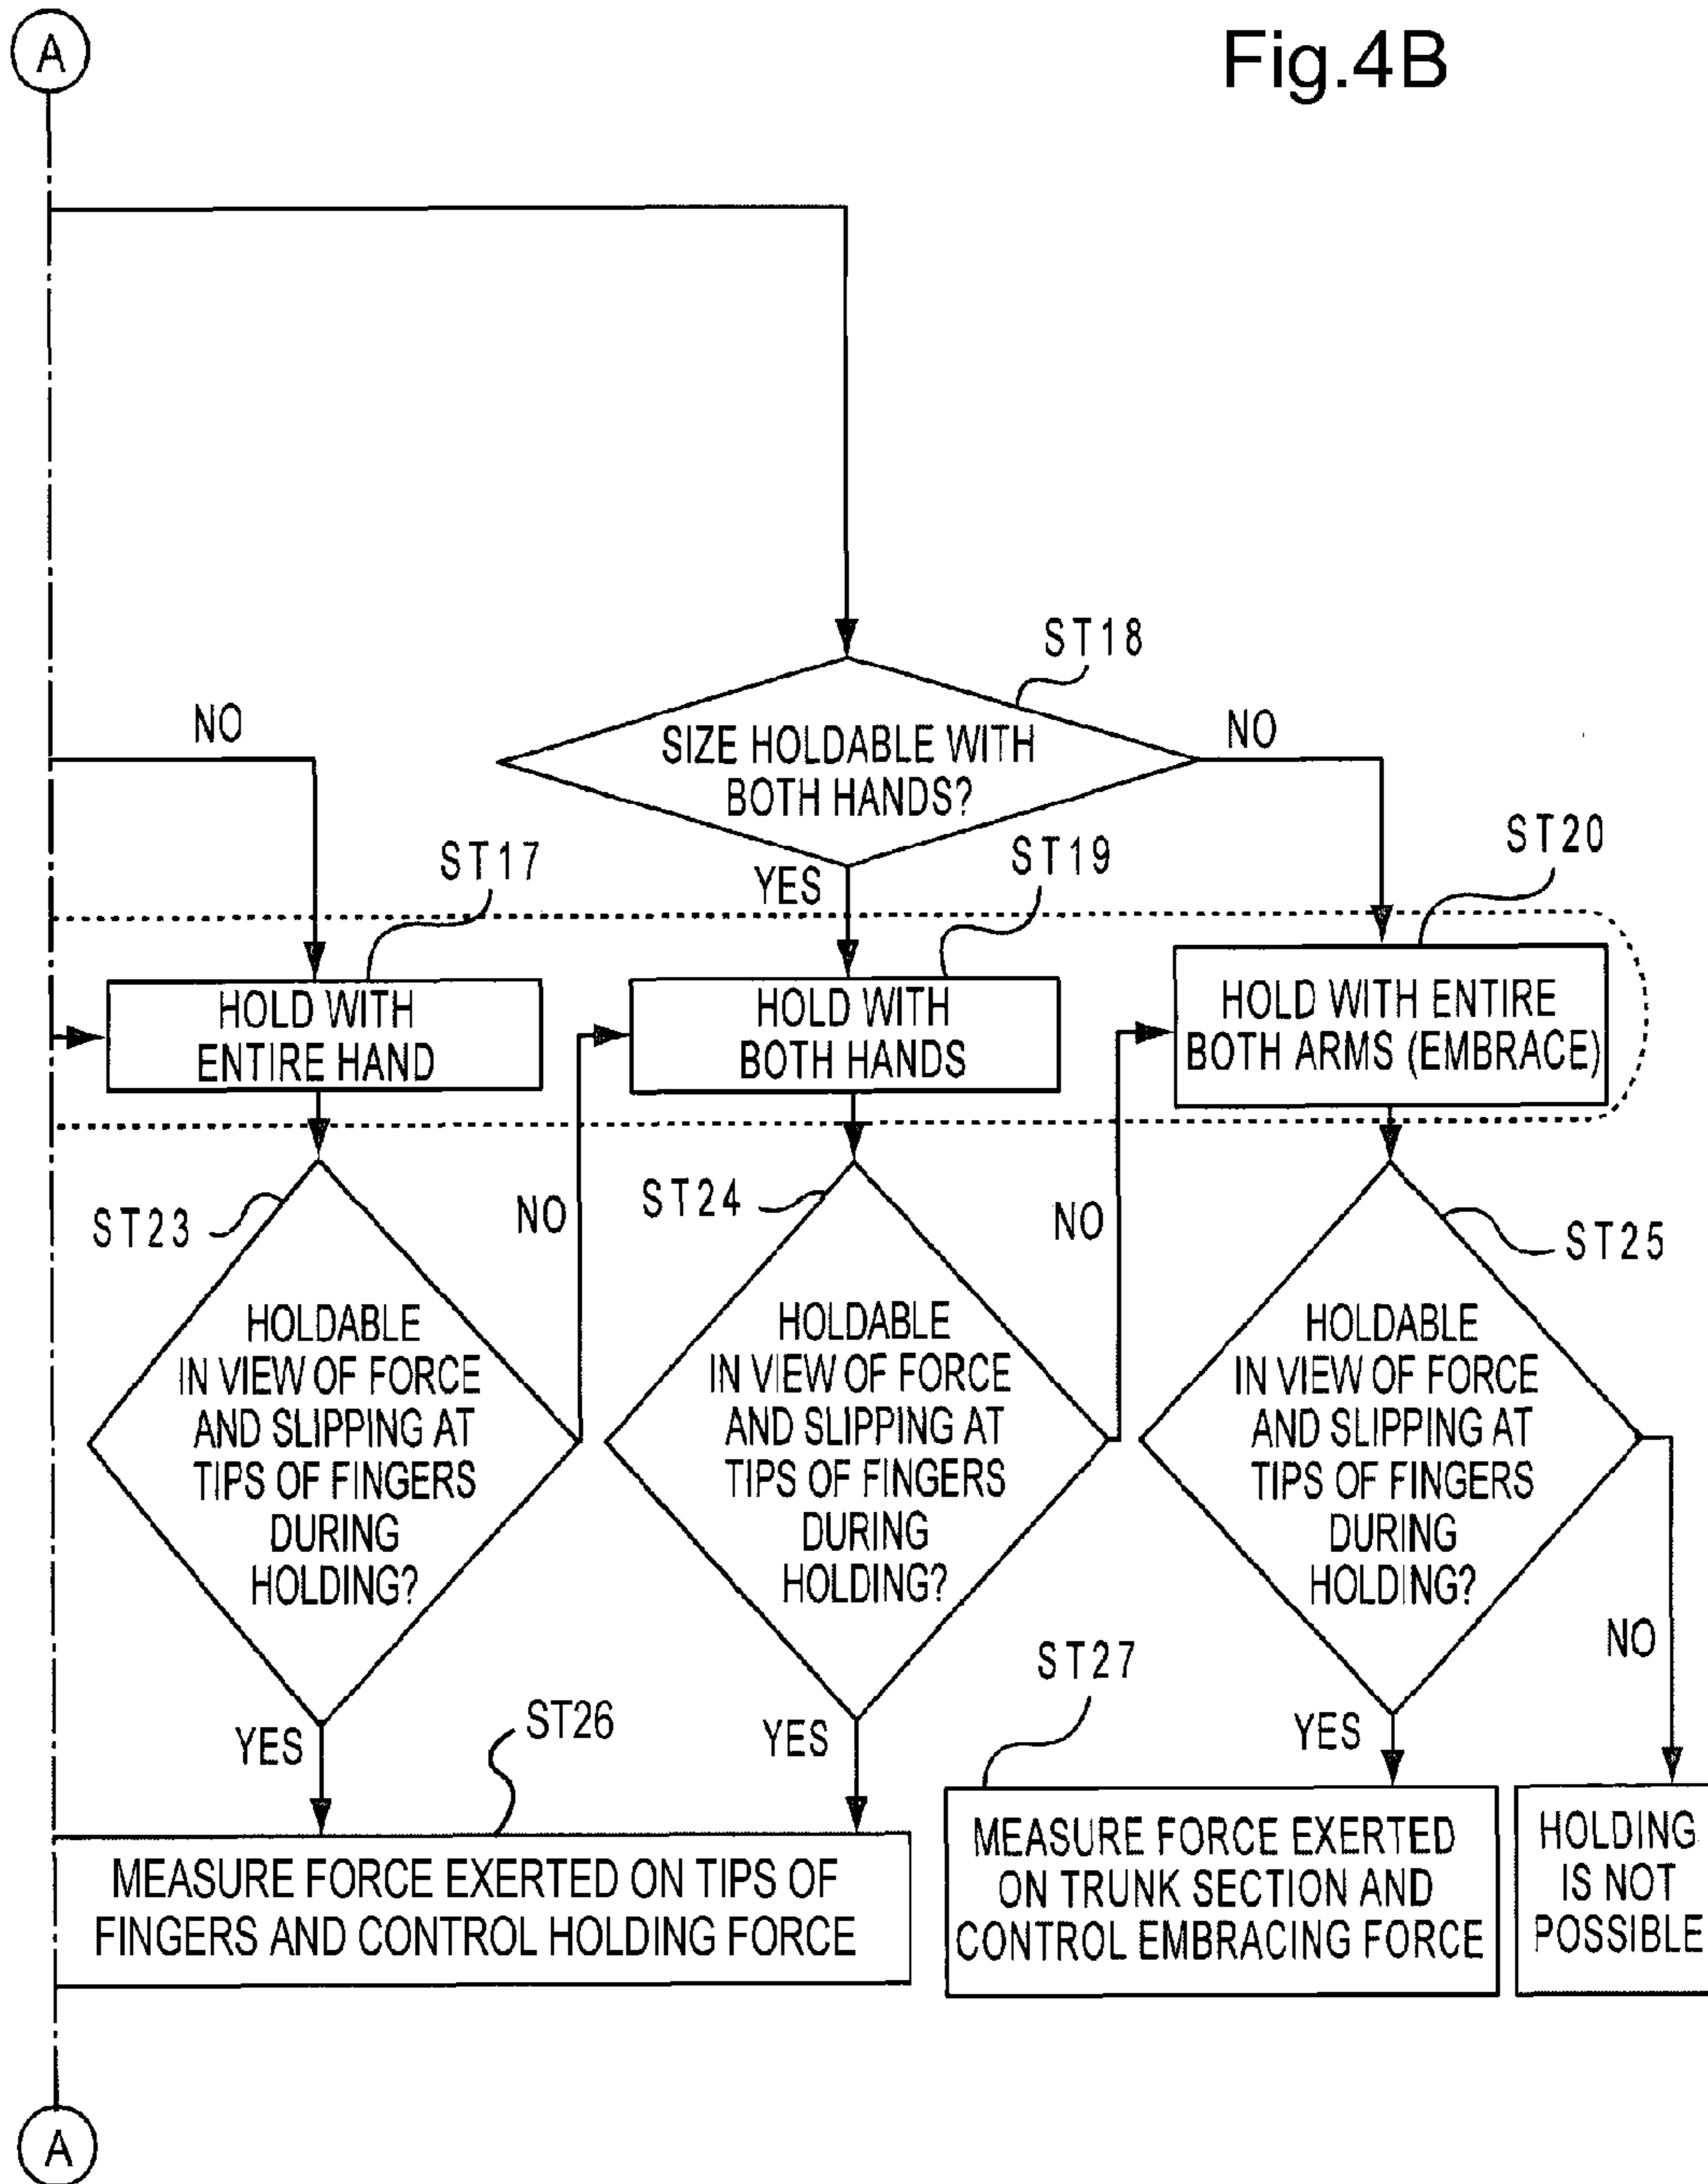 A
Fig.4B
ST18
NO
SIZE HOLDABLE WITH
BOTH HANDS?
NO
ST17
YES
ST19
ST20
HOLD WITH
ENTIRE HAND
HOLD WITH
BOTH HANDS
HOLD WITH ENTIRE
BOTH ARMS (EMBRACE)
ST23
NO
ST24
NO
ST25
HOLDABLE
IN VIEW OF FORCE
AND SLIPPING AT
TIPS OF FINGERS
DURING
HOLDING?
HOLDABLE
IN VIEW OF FORCE
AND SLIPPING AT
TIPS OF FINGERS
DURING
HOLDING?
HOLDABLE
IN VIEW OF FORCE
AND SLIPPING AT
TIPS OF FINGERS
DURING
HOLDING?
YES
ST26
YES
ST27
YES
NO
MEASURE FORCE EXERTED ON TIPS OF
FINGERS AND CONTROL HOLDING FORCE
MEASURE FORCE EXERTED
ON TRUNK SECTION AND
CONTROL EMBRACING FORCE
HOLDING
IS NOT
POSSIBLE
A